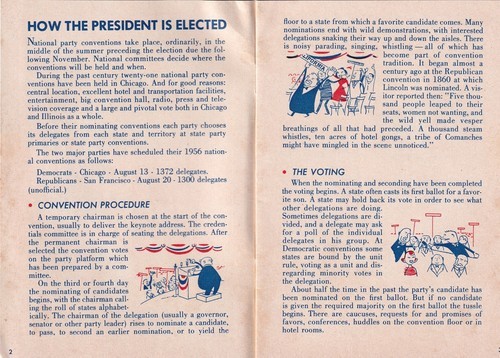 HOW THE PRESIDENT IS ELECTED
National party conventions take place, ordinarily, in the
middle of the summer preceding the election due the fol-
lowing November. National committees decide where the
conventions will be held and when.
During the past century twenty-one national party con-
ventions have been held in Chicago. And for good reasons;
central location, excellent hotel and transportation facilities,
entertainment, big convention hall, radio, press and tele-
vision coverage and a large and pivotal vote both in Chicago
and Illinois as a whole.
Before their nominating conventions each party chooses
its delegates from each state and territory at state party
primaries or state party conventions.
The two major parties have scheduled their 1956 nation-
al conventions as follows:
Democrats - Chicago - August 13 - 1372 delegates.
Republicans - San Francisco - August 20 - 1300 delegates
(unofficial.)
• CONVENTION PROCEDURE
A temporary chairman is chosen at the start of the con-
vention, usually to deliver the keynote address. The creden-
tials committee is in charge of seating the delegations. After
the permanent chairman is
selected the convention votes
on the party platform which
has been prepared by a com-
mittee.
On the third or fourth day
the nominating of candidates
begins, with the chairman call-
ing the roll of states alphabet-
ically. The chairman of the delegation (usually a governor,
senator or other party leader) rises to nominate a candidate,
to pass, to second an earlier nomination, or to yield the
2
floor to a state from which a favorite candidate comes. Many
nominations end with wild demonstrations, with interested
delegations snaking their way up and down the aisles. There
is noisy parading, singing, whistling — all of which has
become part of convention
tradition. It began almost a
century ago at the Republican
convention in 1860 at which
Lincoln was nominated. A vis-
itor reported then: "Five thou-
sand people leaped to their
seats, women not wanting, and
the wild yell made vesper
breathings of all that had preceded. A thousand steam
whistles, ten acres of hotel gongs, a tribe of Comanches
might have mingled in the scene unnoticed."
• THE VOTING
When the nominating and seconding have been completed
the voting begins. A state often casts its first ballot for a favor-
ite son. A state may hold back its vote in order to see what
other delegations are doing.
Sometimes delegations are di-
vided, and a delegate may ask
for a poll of the individual
delegates in his group. At
Democratic conventions some
states are bound by the unit
rule, voting as a unit and dis-
regarding minority votes in
the delegation.
About half the time in the past the party's candidate has
been nominated on the first ballot. But if no candidate is
given the required majority on the first ballot the tussle
begins. There are caucuses, requests for and promises of
favors, conferences, huddles on the convention floor or in
hotel rooms.